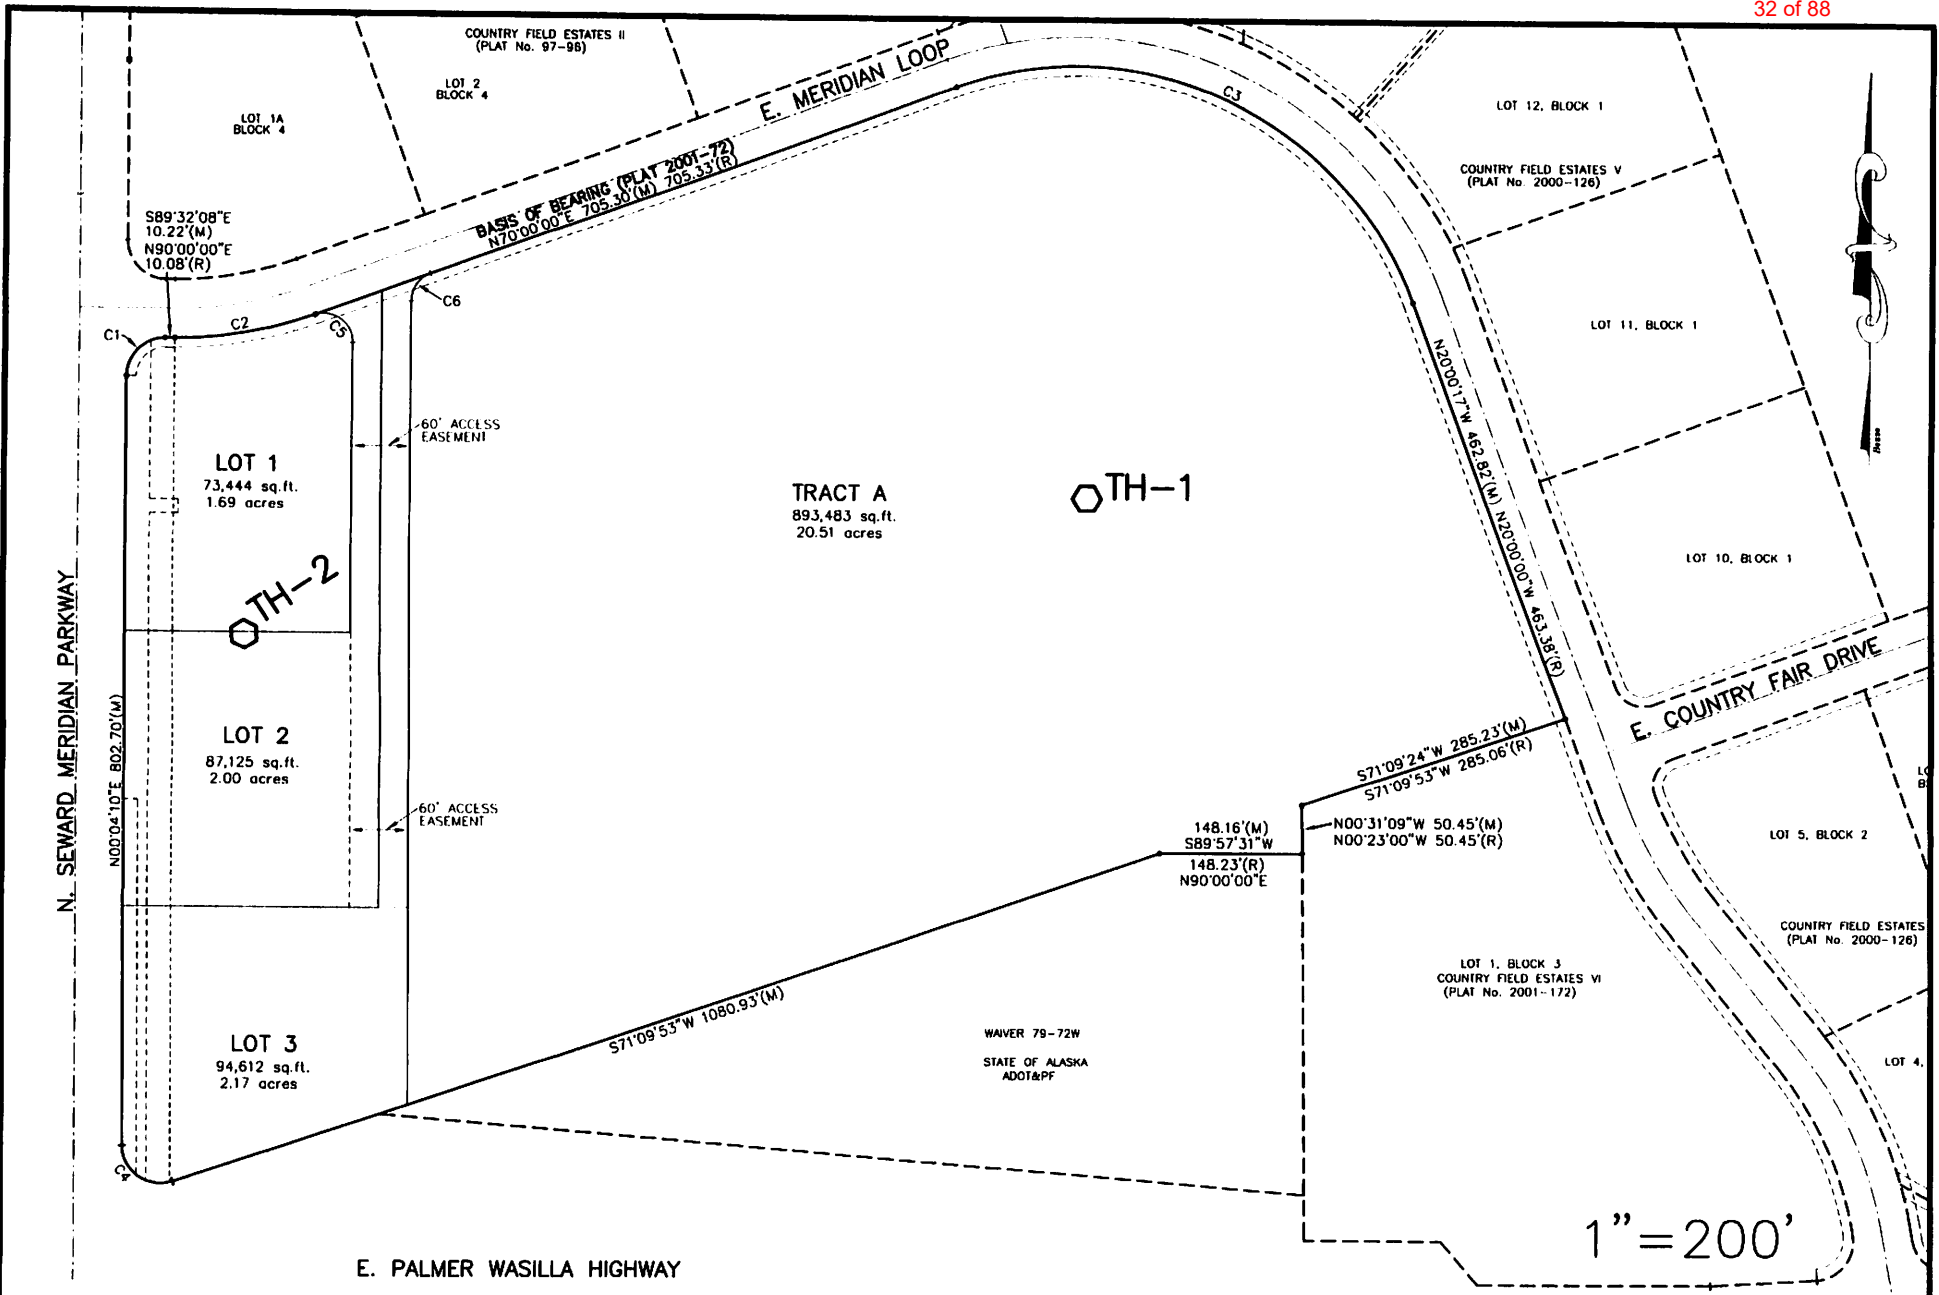 32 of 88
COUNTRY FIELD ESTATES II
(PLAT No. 97-98)
LOT 2
BLOCK 4
LOT 1A
BLOCK 4
E. MERIDIAN LOOP
C3
LOT 12, BLOCK 1
COUNTRY FIELD ESTATES V
(PLAT No. 2000-126)
BASIS OF BEARING (PLAT 2001-72)
N70°00'00"E 705.30'(M) 705.33'(R)
S89°32'08"E
10.22'(M)
N90°00'00"E
10.08'(R)
C1
C2
C5
C6
LOT 11, BLOCK 1
60' ACCESS
EASEMENT
LOT 1
73,444 sq.ft.
1.69 acres
TRACT A
893,483 sq.ft.
20.51 acres
TH-1
N20°00'17"W 462.82'(M) N20°00'00"W 463.38'(R)
LOT 10, BLOCK 1
TH-2
N. SEWARD MERIDIAN PARKWAY
N00°04'10"E 802.70'(M)
LOT 2
87,125 sq.ft.
2.00 acres
60' ACCESS
EASEMENT
E. COUNTRY FAIR DRIVE
S71°09'24"W 285.23'(M)
S71°09'53"W 285.06'(R)
148.16'(M)
S89°57'31"W
148.23'(R)
N90°00'00"E
N00°31'09"W 50.45'(M)
N00°23'00"W 50.45'(R)
LOT 5, BLOCK 2
COUNTRY FIELD ESTATES
(PLAT No. 2000-126)
LOT 1, BLOCK 3
COUNTRY FIELD ESTATES VI
(PLAT No. 2001-172)
S71°09'53"W 1080.93'(M)
WAIVER 79-72W
STATE OF ALASKA
ADOT&PF
LOT 4,
LOT 3
94,612 sq.ft.
2.17 acres
C4
1"=200'
E. PALMER WASILLA HIGHWAY